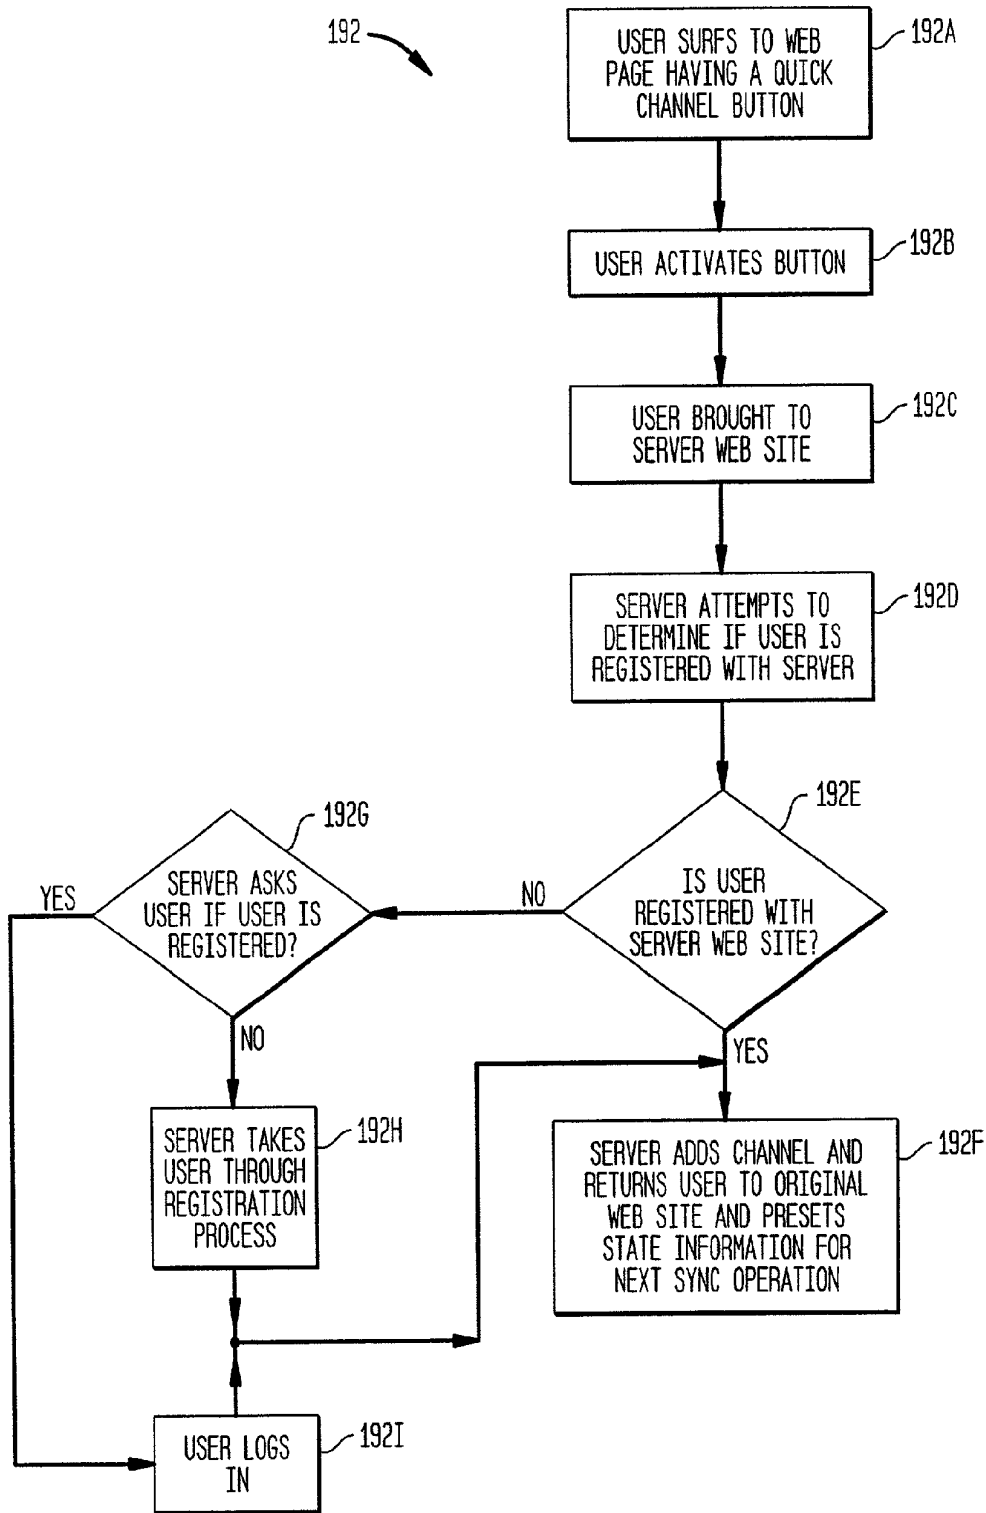 192
192A
USER SURFS TO WEB
PAGE HAVING A QUICK
CHANNEL BUTTON
192B
USER ACTIVATES BUTTON
192C
USER BROUGHT TO
SERVER WEB SITE
192D
SERVER ATTEMPTS TO
DETERMINE IF USER IS
REGISTERED WITH SERVER
192E
IS USER
REGISTERED WITH
SERVER WEB SITE?
NO
YES
192G
SERVER ASKS
USER IF USER IS
REGISTERED?
YES
NO
192H
SERVER TAKES
USER THROUGH
REGISTRATION
PROCESS
192F
SERVER ADDS CHANNEL AND
RETURNS USER TO ORIGINAL
WEB SITE AND PRESETS
STATE INFORMATION FOR
NEXT SYNC OPERATION
192I
USER LOGS
IN